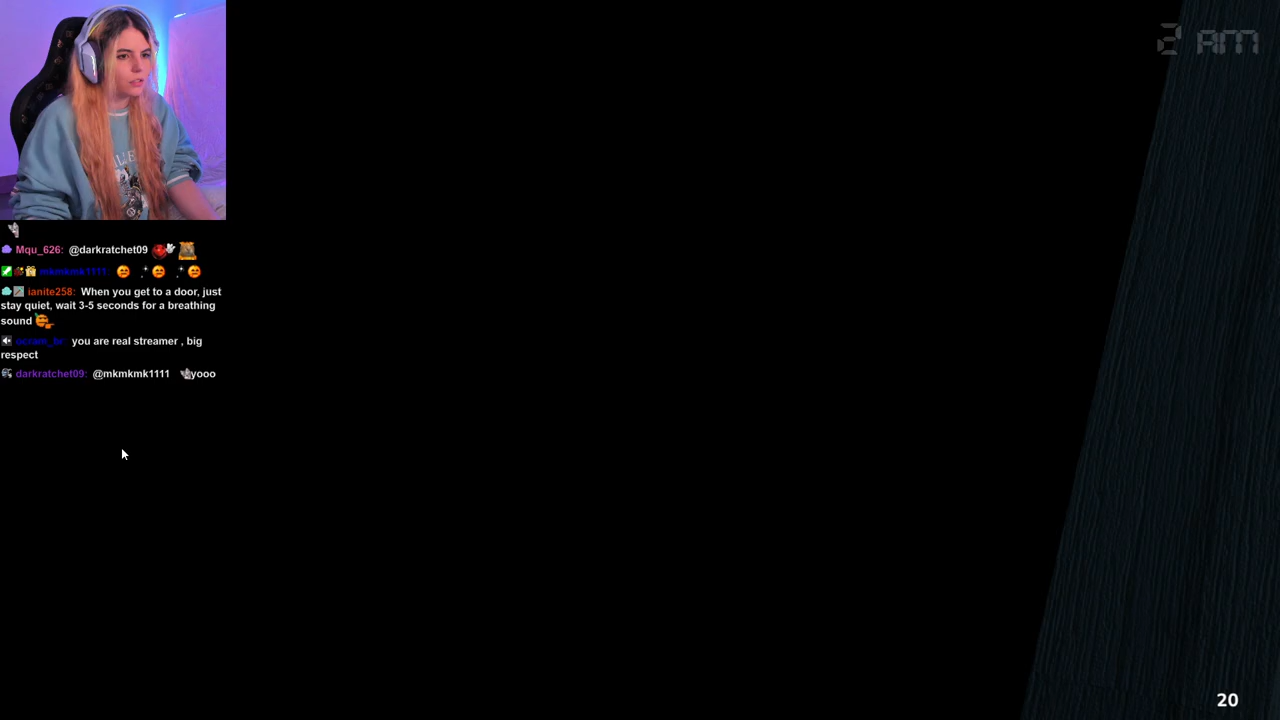 2 AM
Mqu_626: @darkratchet09
mkmkmk1111:
ianite258: When you get to a door, just
stay quiet, wait 3-5 seconds for a breathing
sound
you are real streamer , big
respect
darkratchet09: @mkmkmk1111 yooo
20